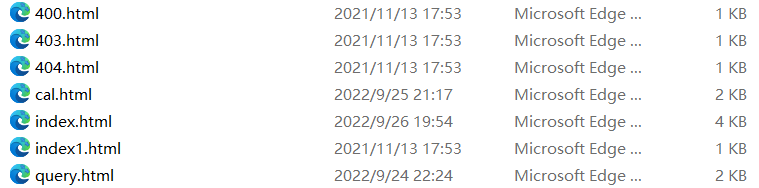 400.html 2021/11/13 17:53 Microsoft Edge ... 1 KB
403.html 2021/11/13 17:53 Microsoft Edge ... 1 KB
404.html 2021/11/13 17:53 Microsoft Edge ... 1 KB
cal.html 2022/9/25 21:17 Microsoft Edge ... 2 KB
index.html 2022/9/26 19:54 Microsoft Edge ... 4 KB
index1.html 2021/11/13 17:53 Microsoft Edge ... 1 KB
query.html 2022/9/24 22:24 Microsoft Edge ... 2 KB